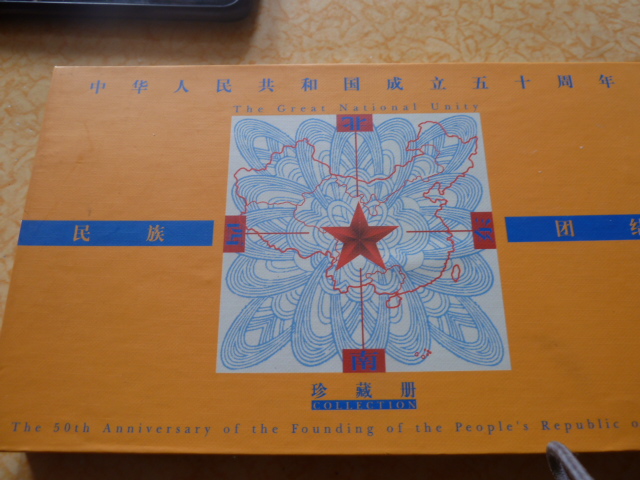 中华人民共和国成立五十周年
The Great National Unity
北
民族
西
东
团结
南
珍藏册
COLLECTION
The 50th Anniversary of the Founding of the People's Republic o